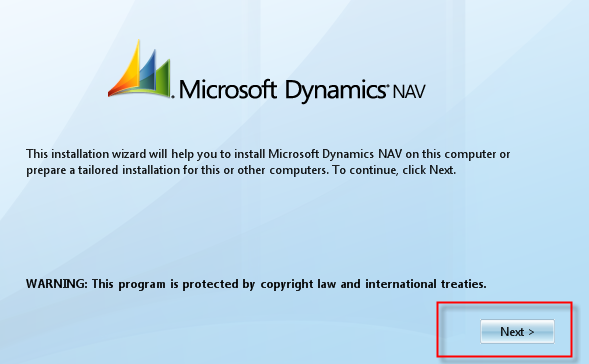 Microsoft Dynamics® NAV
This installation wizard will help you to install Microsoft Dynamics NAV on this computer or
prepare a tailored installation for this or other computers. To continue, click Next.
WARNING: This program is protected by copyright law and international treaties.
Next >